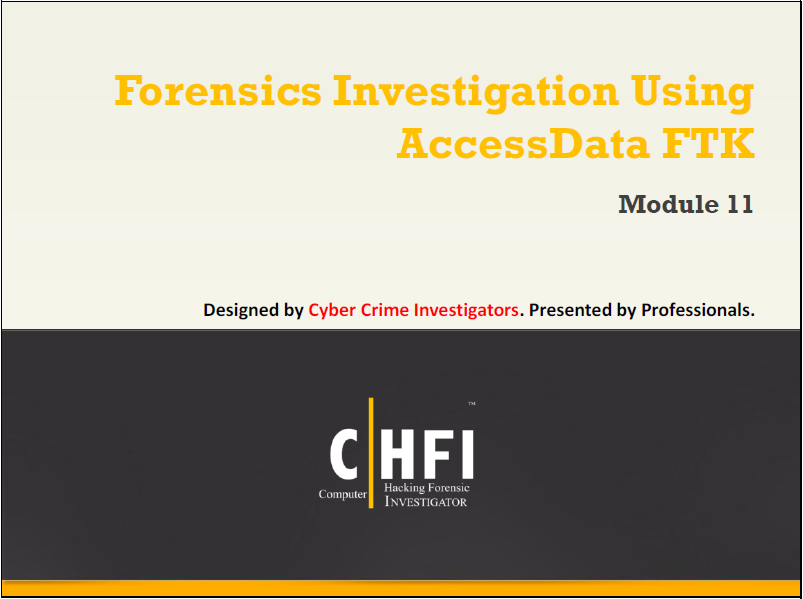 Forensics Investigation Using
AccessData FTK
Module 11
Designed by Cyber Crime Investigators. Presented by Professionals.
™
CHFI
Computer
Hacking Forensic
INVESTIGATOR